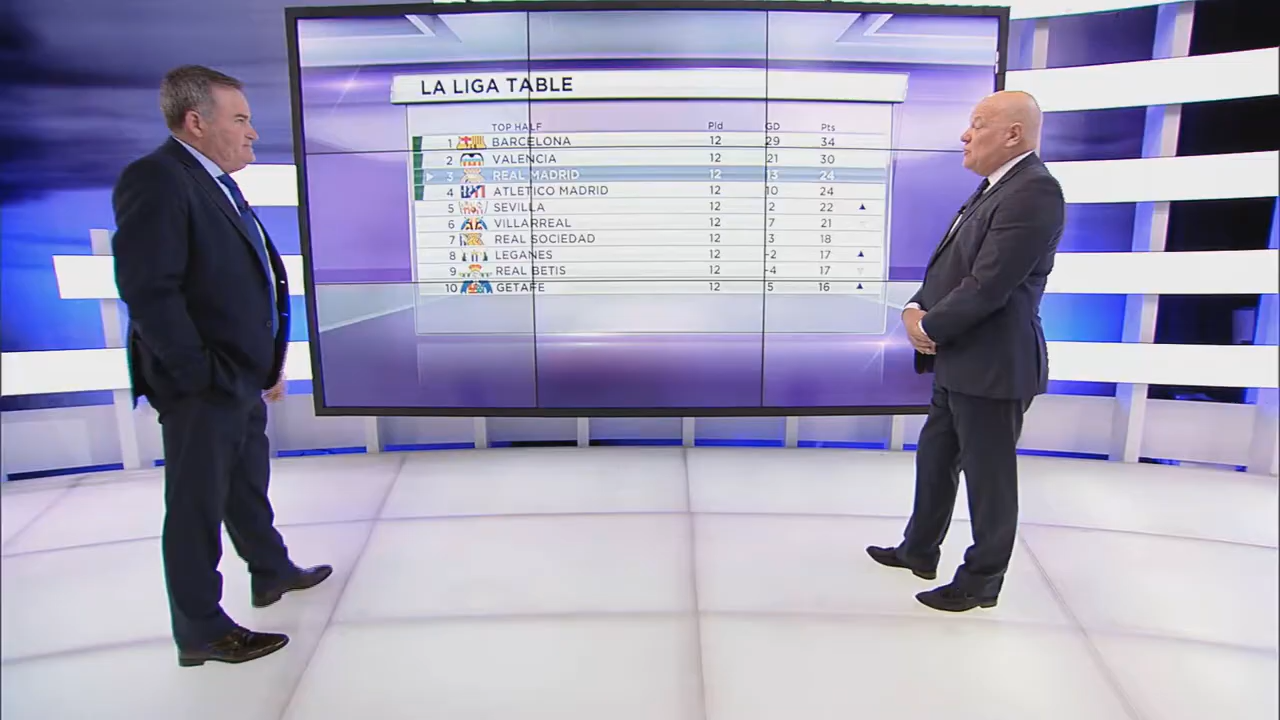 LA LIGA TABLE
TOP HALF Pld GD Pts
1 BARCELONA 12 29 34
2 VALENCIA 12 21 30
3 REAL MADRID 12 13 24
4 ATLETICO MADRID 12 10 24
5 SEVILLA 12 2 22
6 VILLARREAL 12 7 21
7 REAL SOCIEDAD 12 3 18
8 LEGANES 12 -2 17
9 REAL BETIS 12 -4 17
10 GETAFE 12 5 16